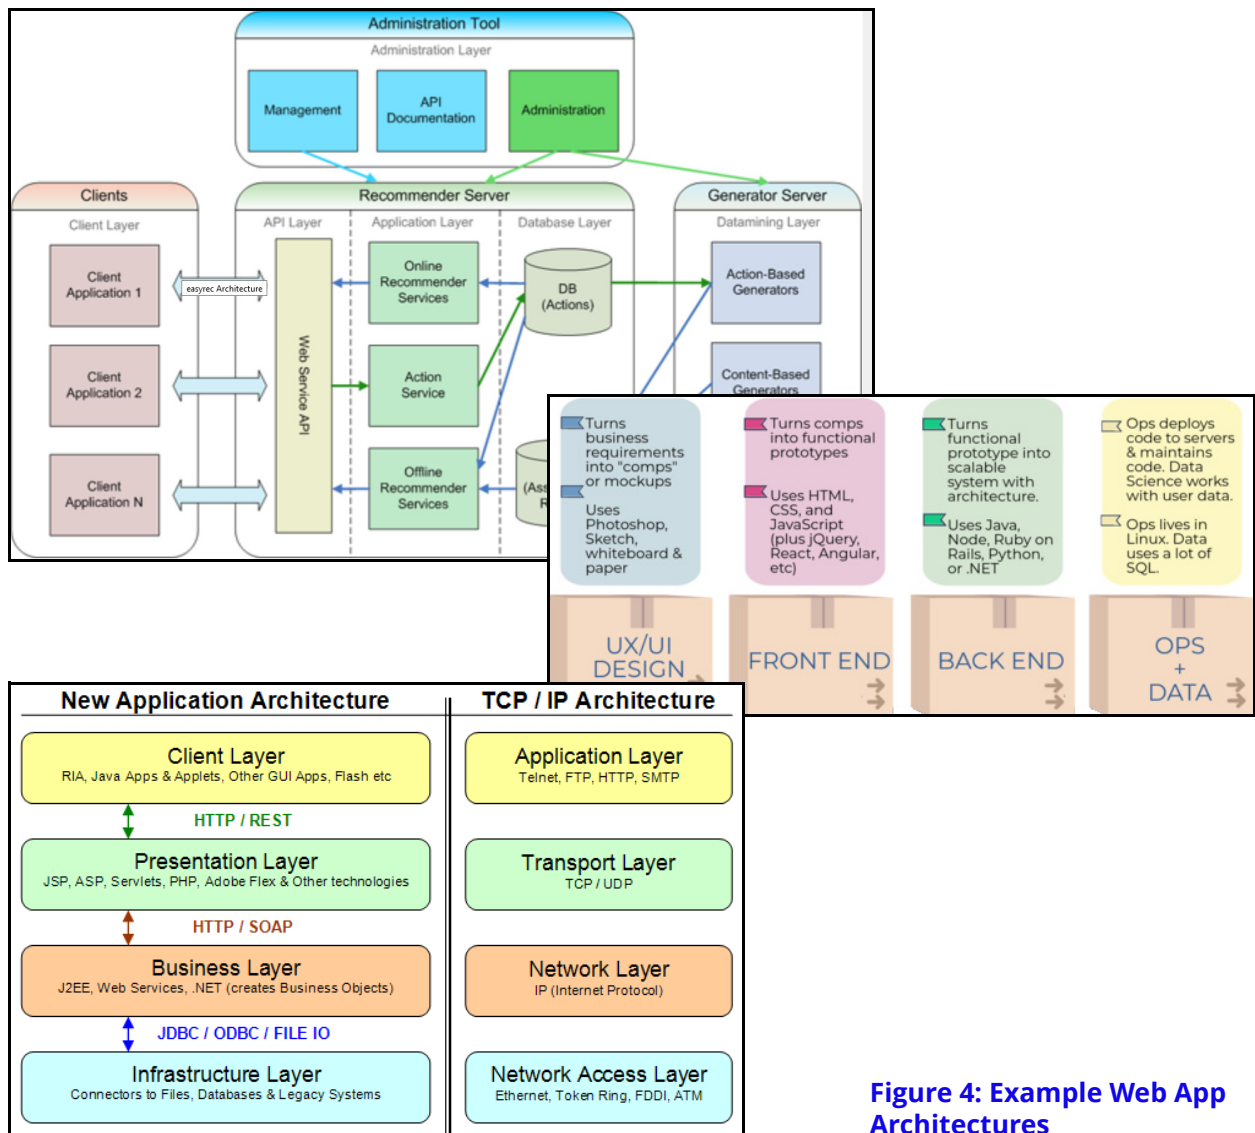 Administration Tool
Administration Layer
Management
API
Documentation
Administration
Clients
Client Layer
Client
Application 1
Client
Application 2
Client
Application N
easyrec Architecture
Recommender Server
API Layer
Application Layer
Database Layer
Web Service API
Online
Recommender
Services
Action
Service
Offline
Recommender
Services
DB
(Actions)
(Ass
R
Generator Server
Datamining Layer
Action-Based
Generators
Content-Based
Generators
Turns
business
requirements
into "comps"
or mockups
Uses
Photoshop,
Sketch,
whiteboard &
paper
UX/UI
DESIGN
Turns comps
into functional
prototypes
Uses HTML,
CSS, and
JavaScript
(plus jQuery,
React, Angular,
etc)
FRONT END
Turns
functional
prototype into
scalable
system with
architecture.
Uses Java,
Node, Ruby on
Rails, Python,
or .NET
BACK END
Ops deploys
code to servers
& maintains
code. Data
Science works
with user data.
Ops lives in
Linux. Data
uses a lot of
SQL.
OPS
+
DATA
New Application Architecture
Client Layer
RIA, Java Apps & Applets, Other GUI Apps, Flash etc
HTTP / REST
Presentation Layer
JSP, ASP, Servlets, PHP, Adobe Flex & Other technologies
HTTP / SOAP
Business Layer
J2EE, Web Services, .NET (creates Business Objects)
JDBC / ODBC / FILE IO
Infrastructure Layer
Connectors to Files, Databases & Legacy Systems
TCP / IP Architecture
Application Layer
Telnet, FTP, HTTP, SMTP
Transport Layer
TCP / UDP
Network Layer
IP (Internet Protocol)
Network Access Layer
Ethernet, Token Ring, FDDI, ATM
Figure 4: Example Web App
Architectures